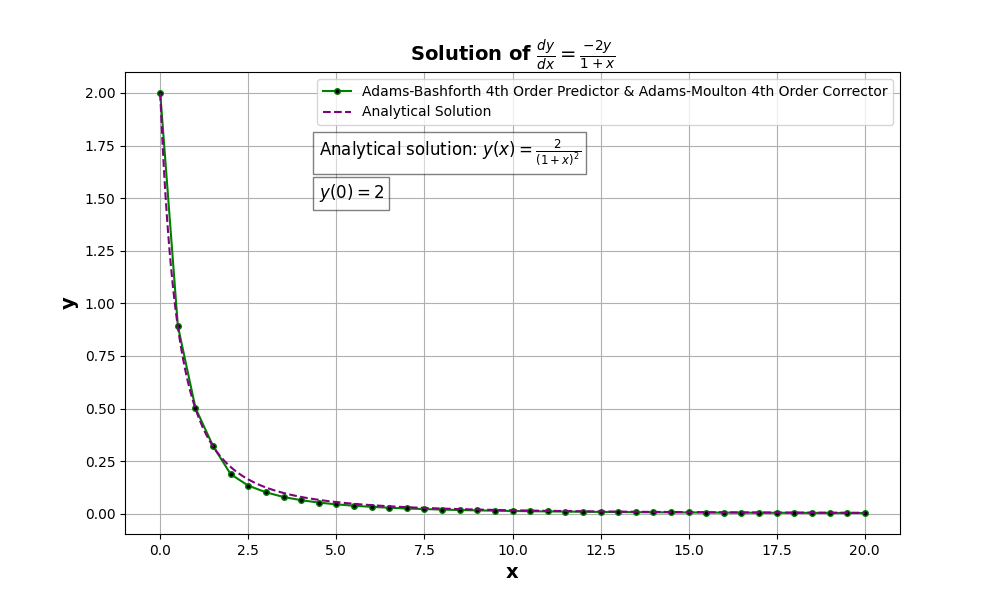 Solution of dy/dx = -2y/1+x
Adams-Bashforth 4th Order Predictor & Adams-Moulton 4th Order Corrector
Analytical Solution
Analytical solution: y(x) = 2/(1+x)²
y(0) = 2
y
2.00
1.75
1.50
1.25
1.00
0.75
0.50
0.25
0.00
0.0 2.5 5.0 7.5 10.0 12.5 15.0 17.5 20.0
x